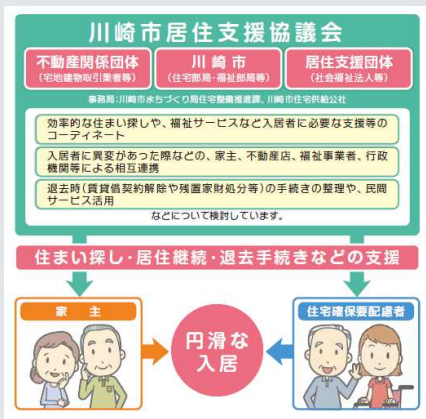 川崎市居住支援協議会
不動産関係団体
(宅地建物取引業者等)
川崎市
(住宅部局・福祉部局等)
居住支援団体
(社会福祉法人等)
事務局:川崎市まちづくり局住宅整備推進課、川崎市住宅供給公社
効率的な住まい探しや、福祉サービスなど入居者に必要な支援等の
コーディネート
入居者に異変があった際などの、家主、不動産店、福祉事業者、行政
機関等による相互連携
退去時(賃貸借契約解除や残置家財処分等)の手続きの整理や、民間
サービス活用
などについて検討しています。
住まい探し・居住継続・退去手続きなどの支援
家主
円滑な
入居
住宅確保要配慮者